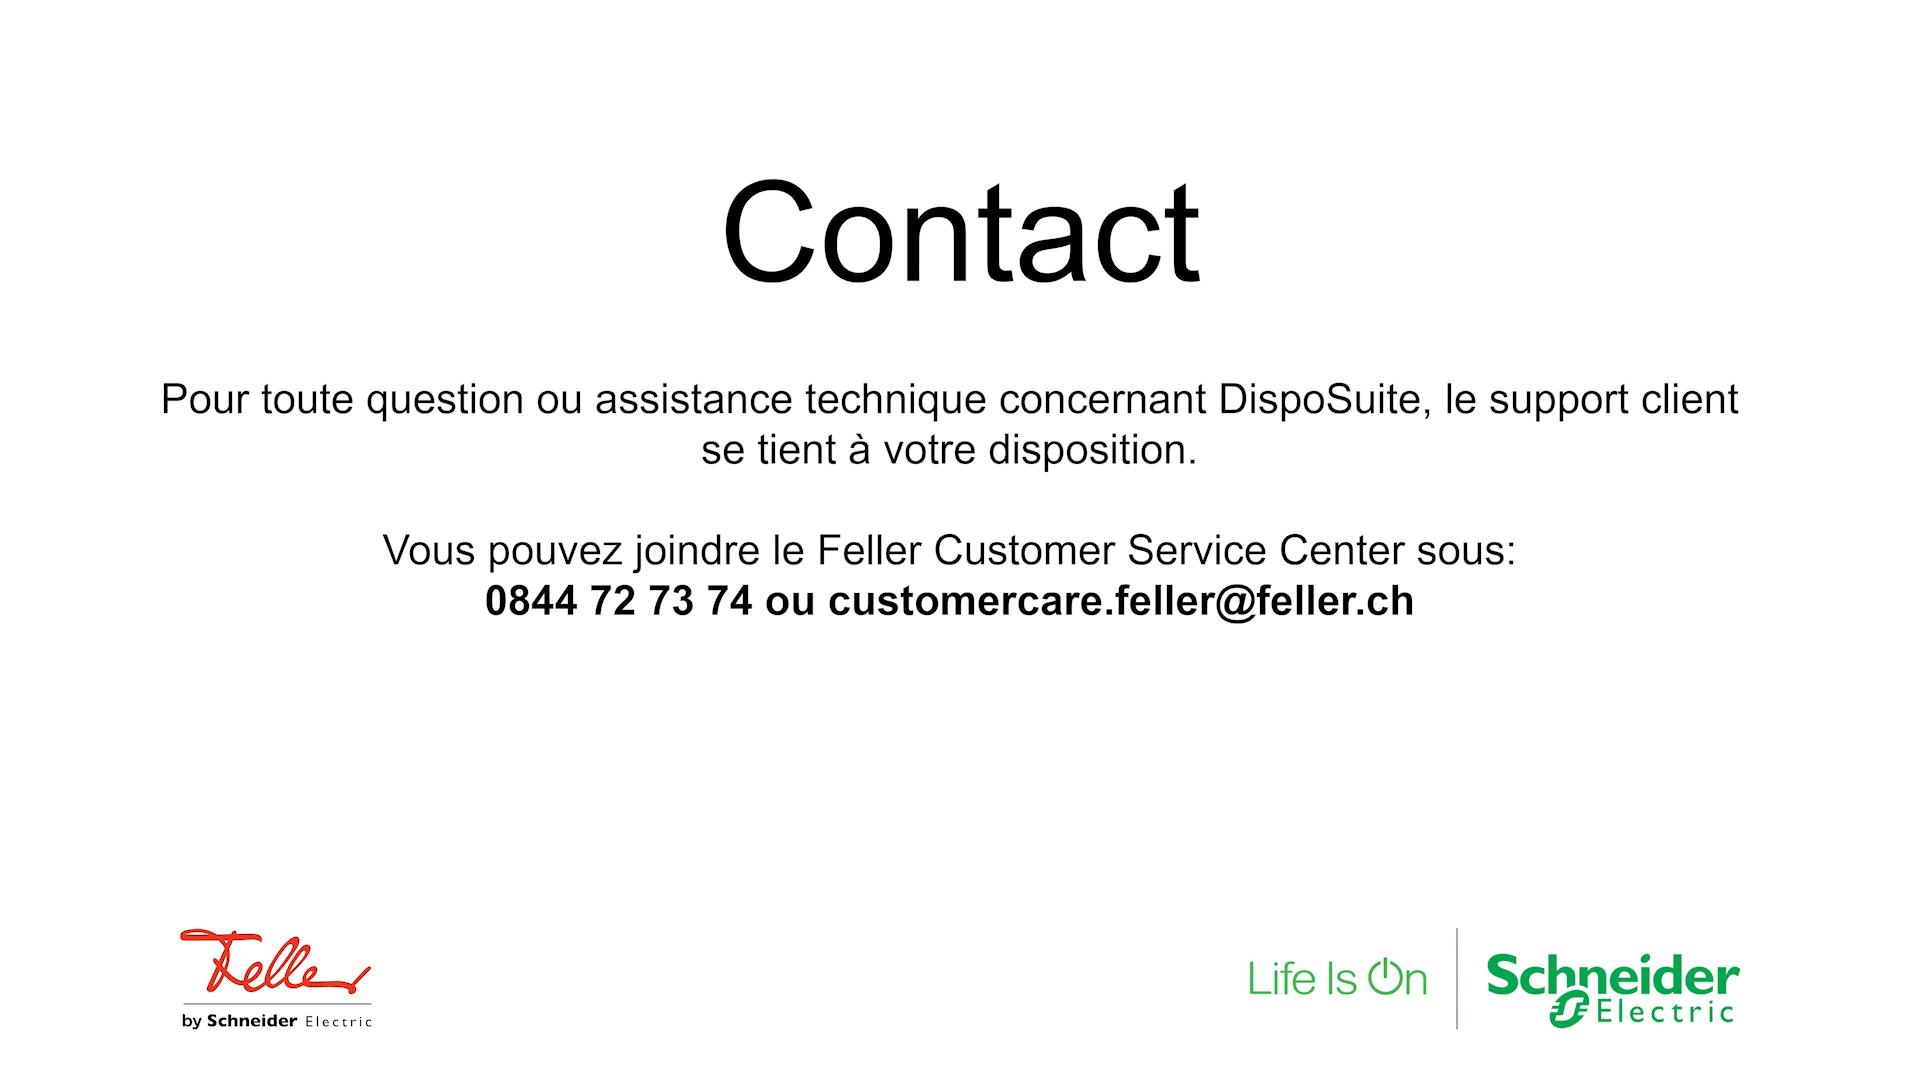 Contact
Pour toute question ou assistance technique concernant DispoSuite, le support client
se tient à votre disposition.
Vous pouvez joindre le Feller Customer Service Center sous:
0844 72 73 74 ou customercare.feller@feller.ch
Feller
by Schneider Electric
Life Is On
Schneider
Electric